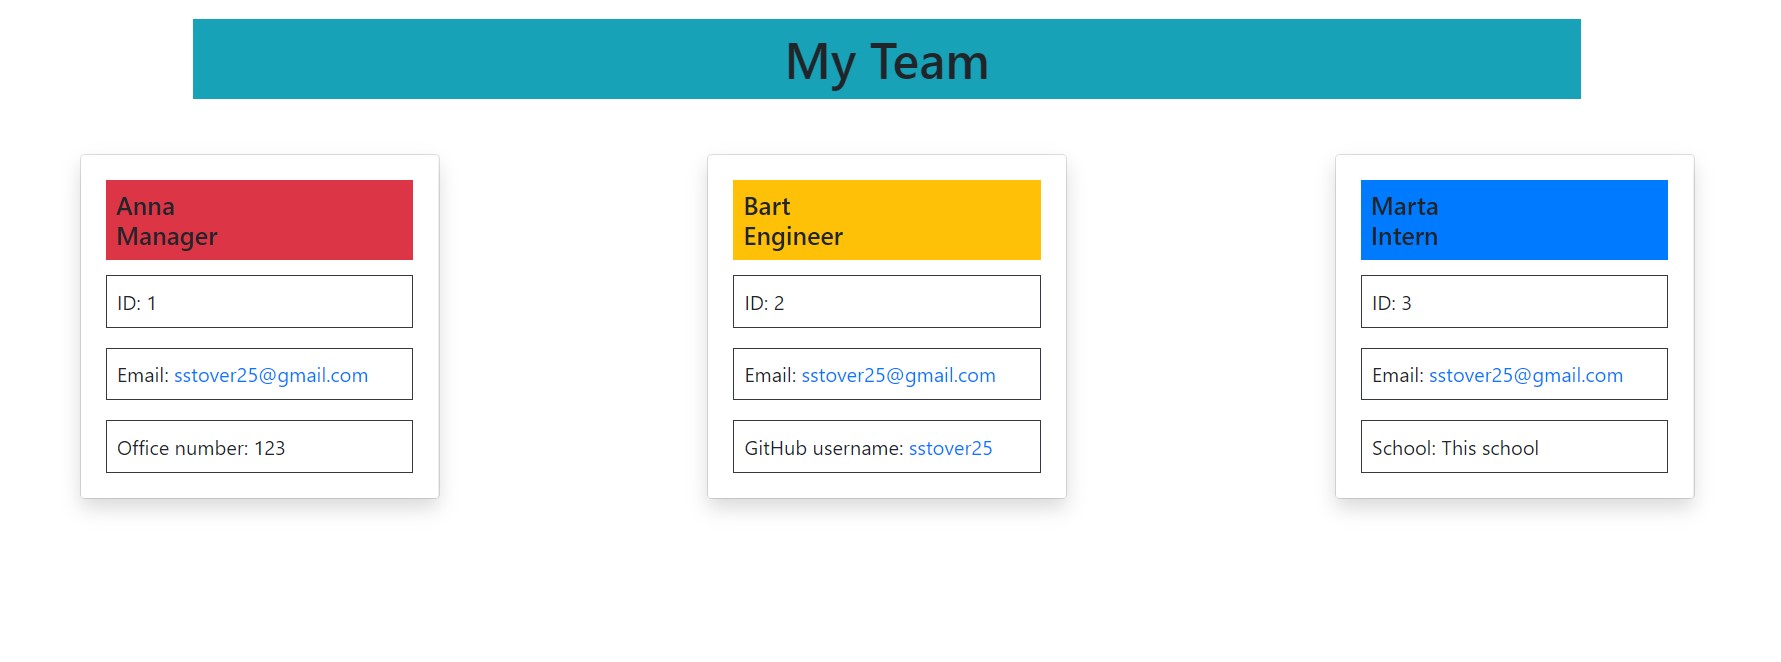 My Team
Anna
Manager
ID: 1
Email: sstover25@gmail.com
Office number: 123
Bart
Engineer
ID: 2
Email: sstover25@gmail.com
GitHub username: sstover25
Marta
Intern
ID: 3
Email: sstover25@gmail.com
School: This school